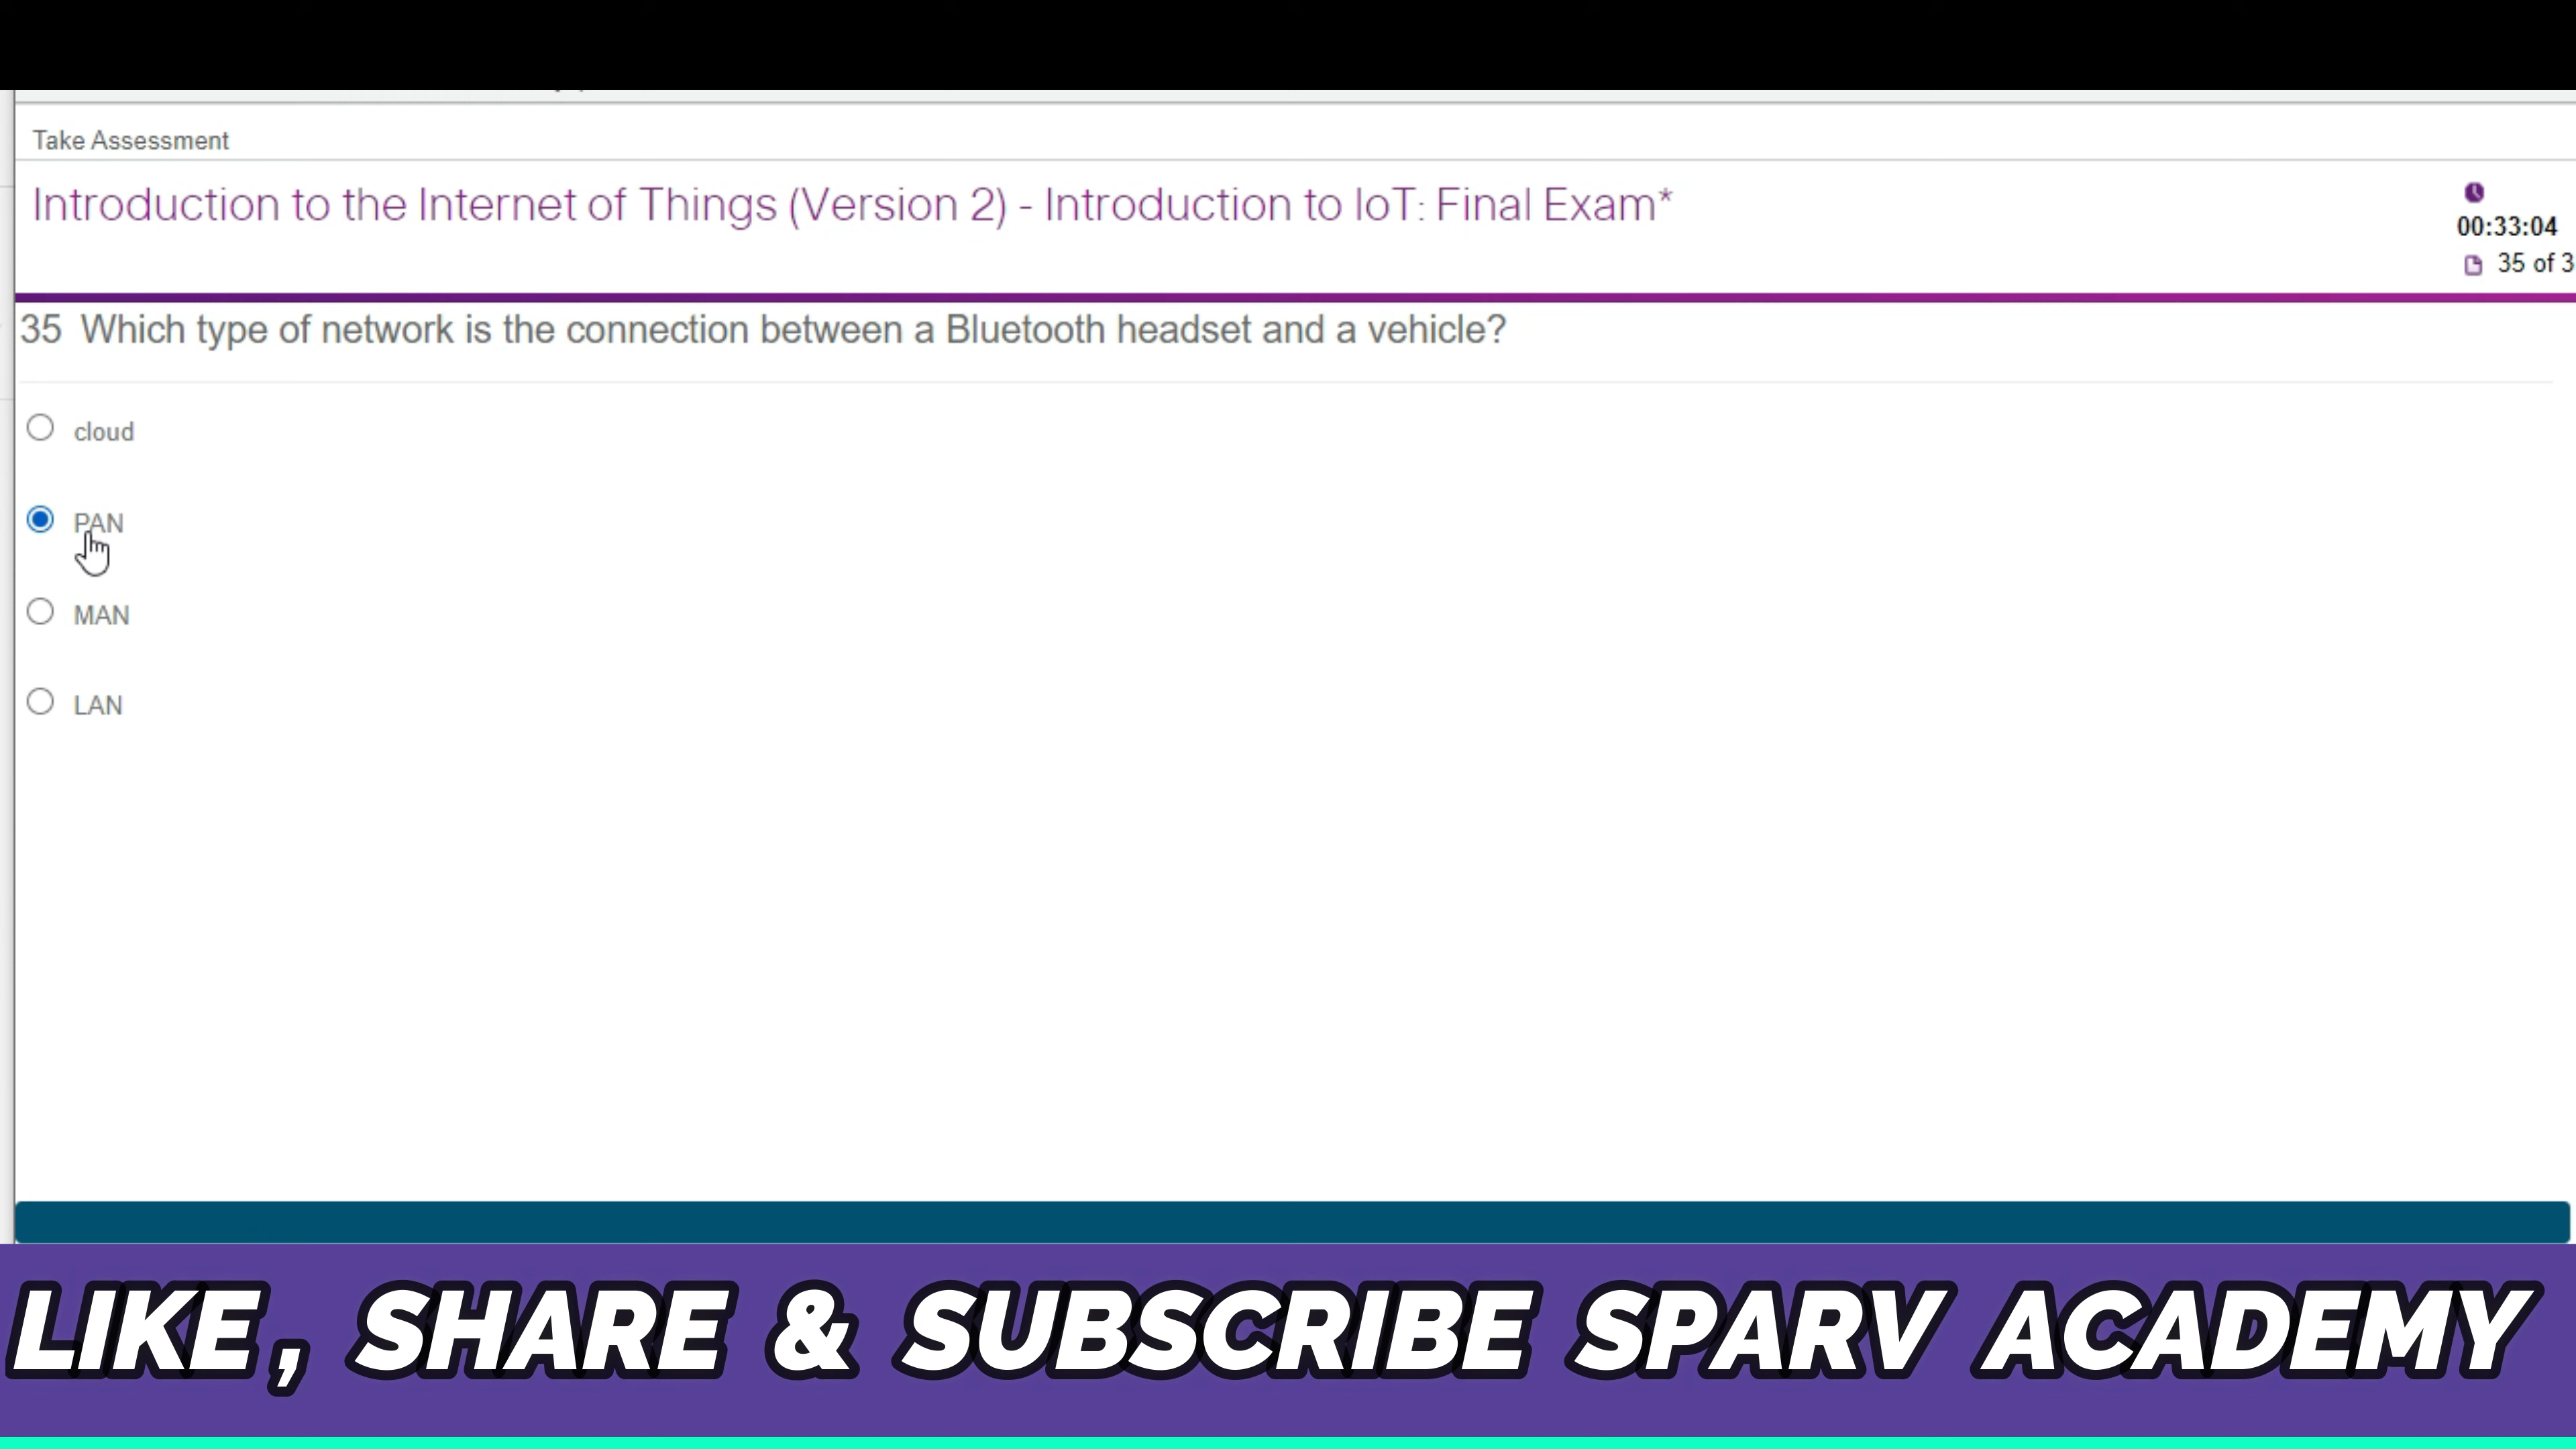 Take Assessment
Introduction to the Internet of Things (Version 2) - Introduction to IoT: Final Exam*
00:33:04
35 of 3
35 Which type of network is the connection between a Bluetooth headset and a vehicle?
cloud
PAN
MAN
LAN
LIKE, SHARE & SUBSCRIBE SPARV ACADEMY